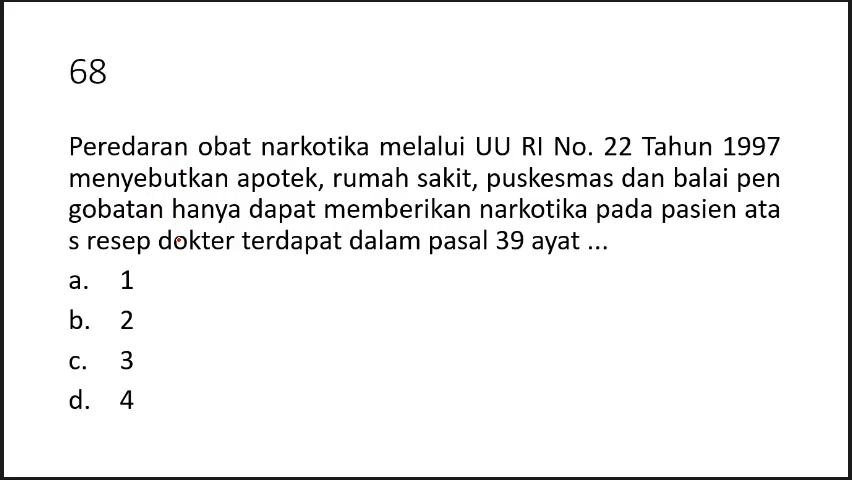 68
Peredaran obat narkotika melalui UU RI No. 22 Tahun 1997
menyebutkan apotek, rumah sakit, puskesmas dan balai pen
gobatan hanya dapat memberikan narkotika pada pasien ata
s resep dokter terdapat dalam pasal 39 ayat ...
a. 1
b. 2
c. 3
d. 4